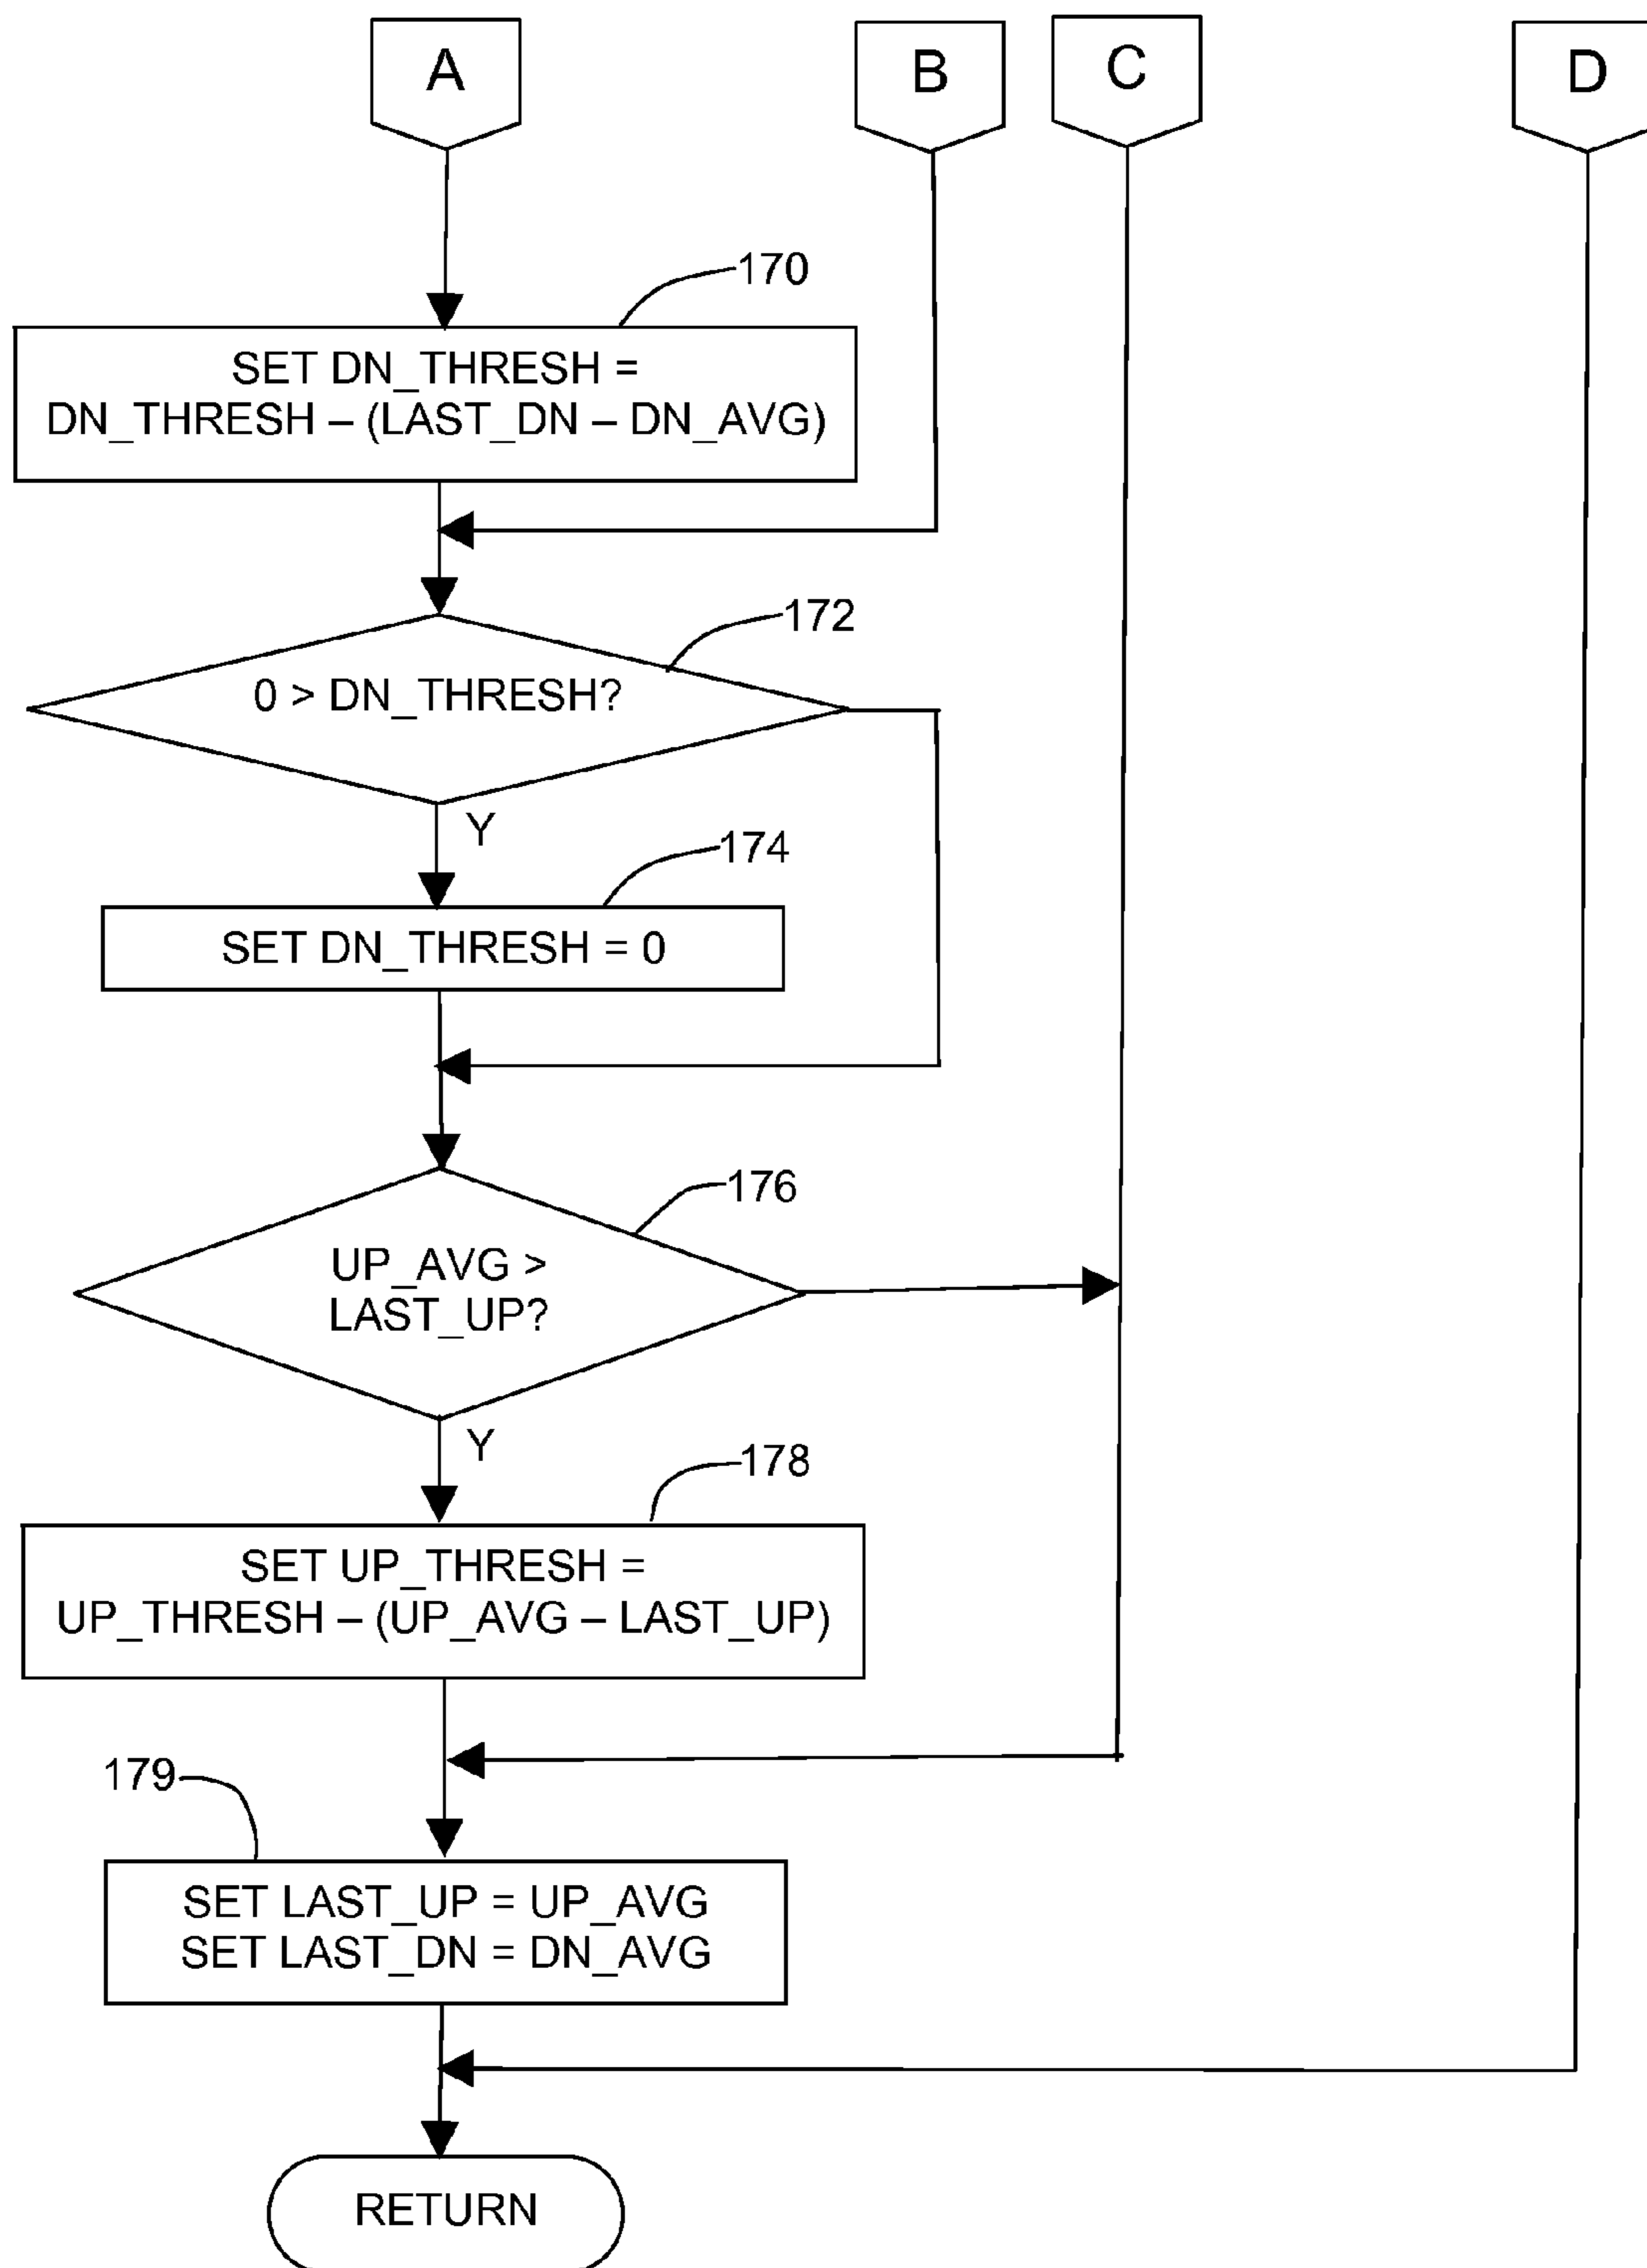 A
B
C
D
170
SET DN_THRESH =
DN_THRESH – (LAST_DN – DN_AVG)
172
0 > DN_THRESH?
Y
174
SET DN_THRESH = 0
176
UP_AVG >
LAST_UP?
Y
178
SET UP_THRESH =
UP_THRESH – (UP_AVG – LAST_UP)
179
SET LAST_UP = UP_AVG
SET LAST_DN = DN_AVG
RETURN